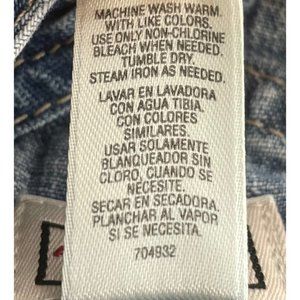 MACHINE WASH WARM.
WITH LIKE COLORS.
USE ONLY NON-CHLORINE
BLEACH WHEN NEEDED.
TUMBLE DRY.
STEAM IRON AS NEEDED.
LAVAR EN LAVADORA
CON AGUA TIBIA.
CON COLORES
SIMILARES.
USAR SOLAMENTE
BLANQUEADOR SIN
CLORO, CUANDO SE
NECESITE.
SECAR EN SECADORA.
PLANCHAR AL VAPOR
SI SE NECESITA.
704932